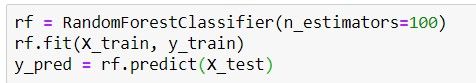 rf = RandomForestClassifier(n_estimators=100)
rf.fit(X_train, y_train)
y_pred = rf.predict(X_test)